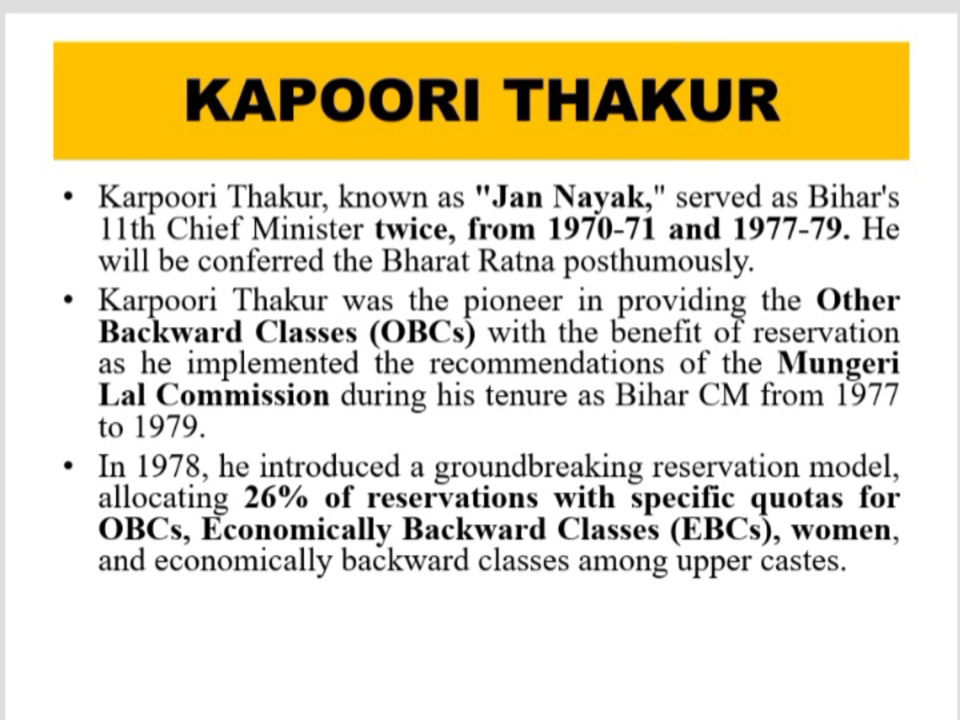 KAPOORI THAKUR
• Karpoori Thakur, known as "Jan Nayak," served as Bihar's
11th Chief Minister twice, from 1970-71 and 1977-79. He
will be conferred the Bharat Ratna posthumously.
• Karpoori Thakur was the pioneer in providing the Other
Backward Classes (OBCs) with the benefit of reservation
as he implemented the recommendations of the Mungeri
Lal Commission during his tenure as Bihar CM from 1977
to 1979.
• In 1978, he introduced a groundbreaking reservation model,
allocating 26% of reservations with specific quotas for
OBCs, Economically Backward Classes (EBCs), women,
and economically backward classes among upper castes.